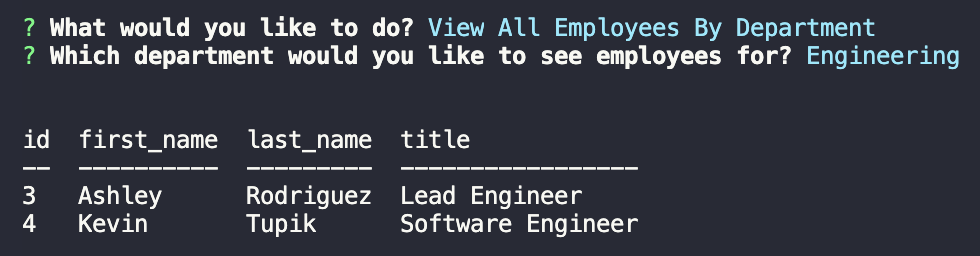 ? What would you like to do? View All Employees By Department
? Which department would you like to see employees for? Engineering
id  first_name  last_name  title
--  ----------  ---------  -----------------
3   Ashley      Rodriguez  Lead Engineer
4   Kevin       Tupik      Software Engineer